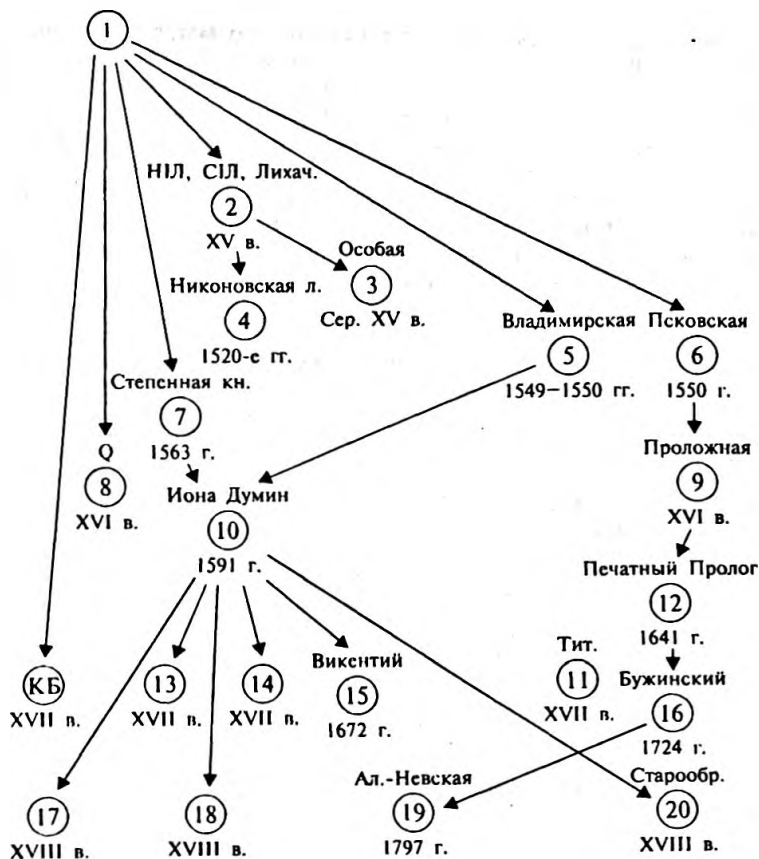 1
НІЛ, СІЛ, Лихач.
2
XV в.
Особая
3
Сер. XV в.
Никоновская л.
4
1520-е гг.
Владимирская
5
1549—1550 гг.
Псковская
6
1550 г.
Степенная кн.
7
1563 г.
Q
8
XVI в.
Проложная
9
XVI в.
Иона Думин
10
1591 г.
Печатный Пролог
12
1641 г.
КБ
XVII в.
13
XVII в.
14
XVII в.
Викентий
15
1672 г.
Тит.
11
XVII в.
Бужинский
16
1724 г.
17
XVIII в.
18
XVIII в.
Ал.-Невская
19
1797 г.
Старообр.
20
XVIII в.